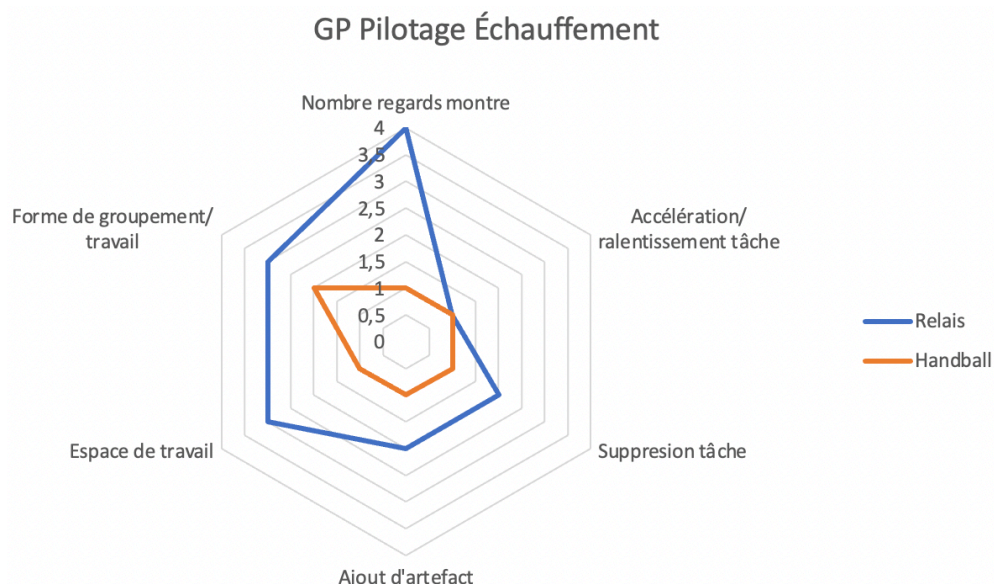 GP Pilotage Échauffement
Nombre regards montre
4
3,5
3
2,5
2
1,5
1
0,5
0
Forme de groupement/
travail
Accélération/
ralentissement tâche
Relais
Handball
Espace de travail
Suppresion tâche
Ajout d'artefact